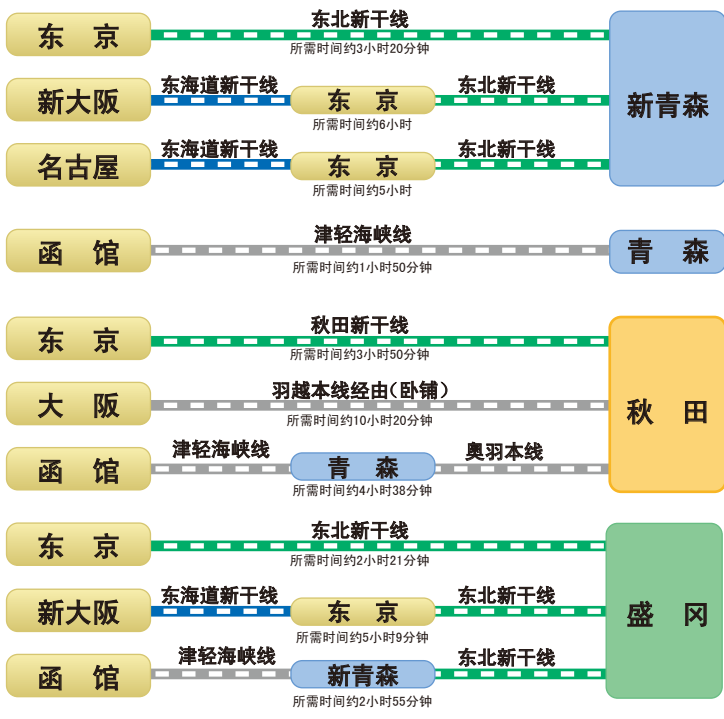 东北新干线
东 京
所需时间约3小时20分钟
东海道新干线 东北新干线
新大阪 东 京
所需时间约6小时
新青森
东海道新干线 东北新干线
名古屋 东 京
所需时间约5小时
津轻海峡线
函 馆 青 森
所需时间约1小时50分钟
秋田新干线
东 京
所需时间约3小时50分钟
羽越本线经由（卧铺）
大 阪
所需时间约10小时20分钟
秋 田
津轻海峡线 奥羽本线
函 馆 青 森
所需时间约4小时38分钟
东北新干线
东 京
所需时间约2小时21分钟
东海道新干线 东北新干线
新大阪 东 京
所需时间约5小时9分钟
盛 冈
津轻海峡线 东北新干线
函 馆 新青森
所需时间约2小时55分钟